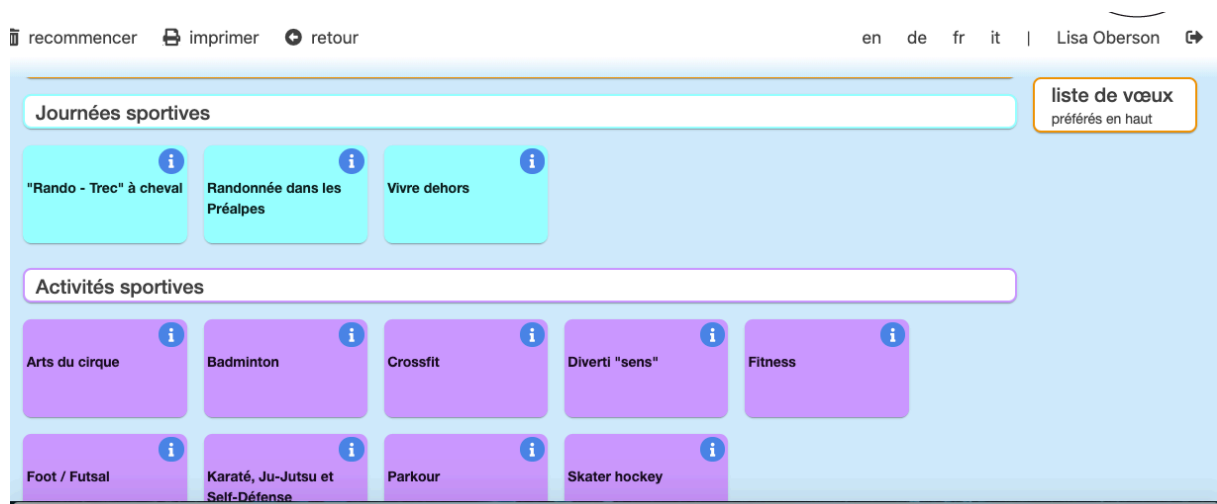 recommencer imprimer retour en de fr it | Lisa Oberson
liste de vœux
préférés en haut
Journées sportives
"Rando - Trec" à cheval
Randonnée dans les
Préalpes
Vivre dehors
Activités sportives
Arts du cirque
Badminton
Crossfit
Diverti "sens"
Fitness
Foot / Futsal
Karaté, Ju-Jutsu et
Self-Défense
Parkour
Skater hockey